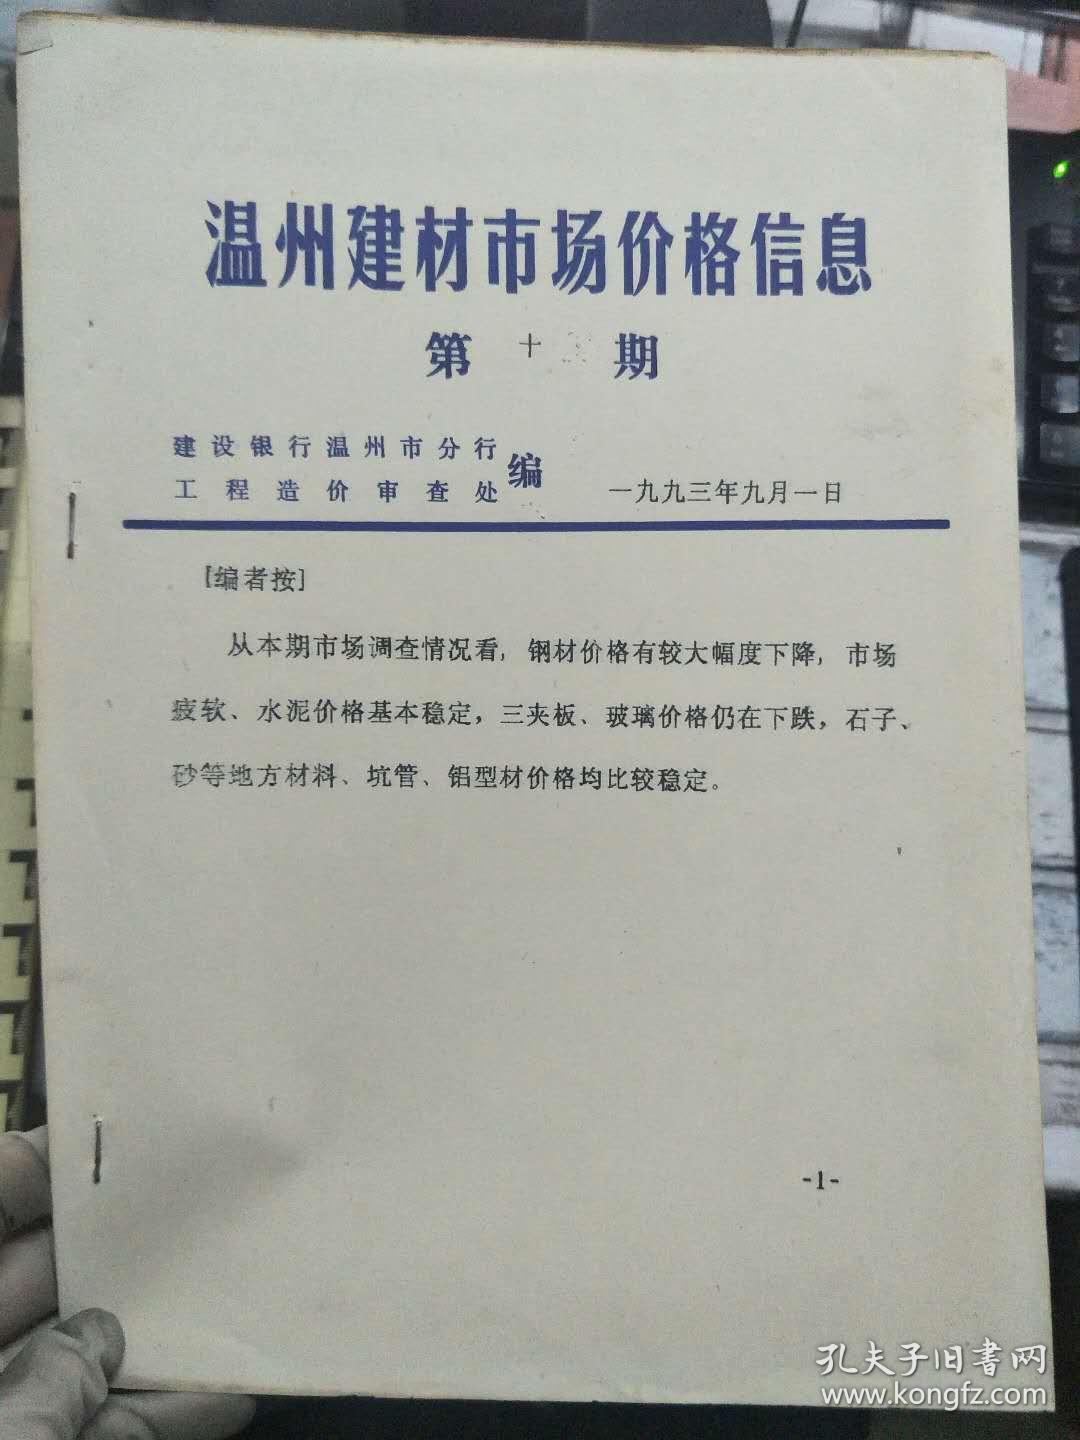 温州建材市场价格信息
第 十 期
建设银行温州市分行
工程造价审查处
编
一九九三年九月一日
[编者按]
从本期市场调查情况看,钢材价格有较大幅度下降,市场
疲软、水泥价格基本稳定,三夹板、玻璃价格仍在下跌,石子、
砂等地方材料、坑管、铝型材价格均比较稳定。
-1-
孔夫子旧書网
www.kongfz.com